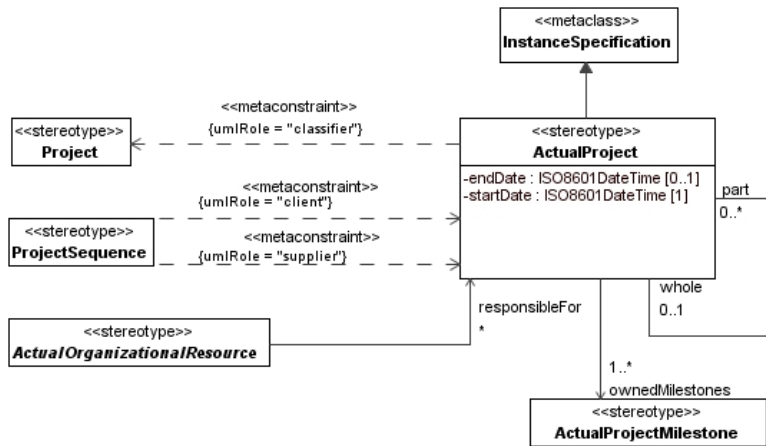 <<metaclass>>
InstanceSpecification
<<metaconstraint>>
{umlRole = "classifier"}
<<stereotype>>
Project
<<stereotype>>
ActualProject
-endDate : ISO8601DateTime [0..1]
-startDate : ISO8601DateTime [1]
part
0..*
<<metaconstraint>>
{umlRole = "client"}
<<stereotype>>
ProjectSequence
<<metaconstraint>>
{umlRole = "supplier"}
whole
0..1
responsibleFor
*
<<stereotype>>
ActualOrganizationalResource
1..*
ownedMilestones
<<stereotype>>
ActualProjectMilestone